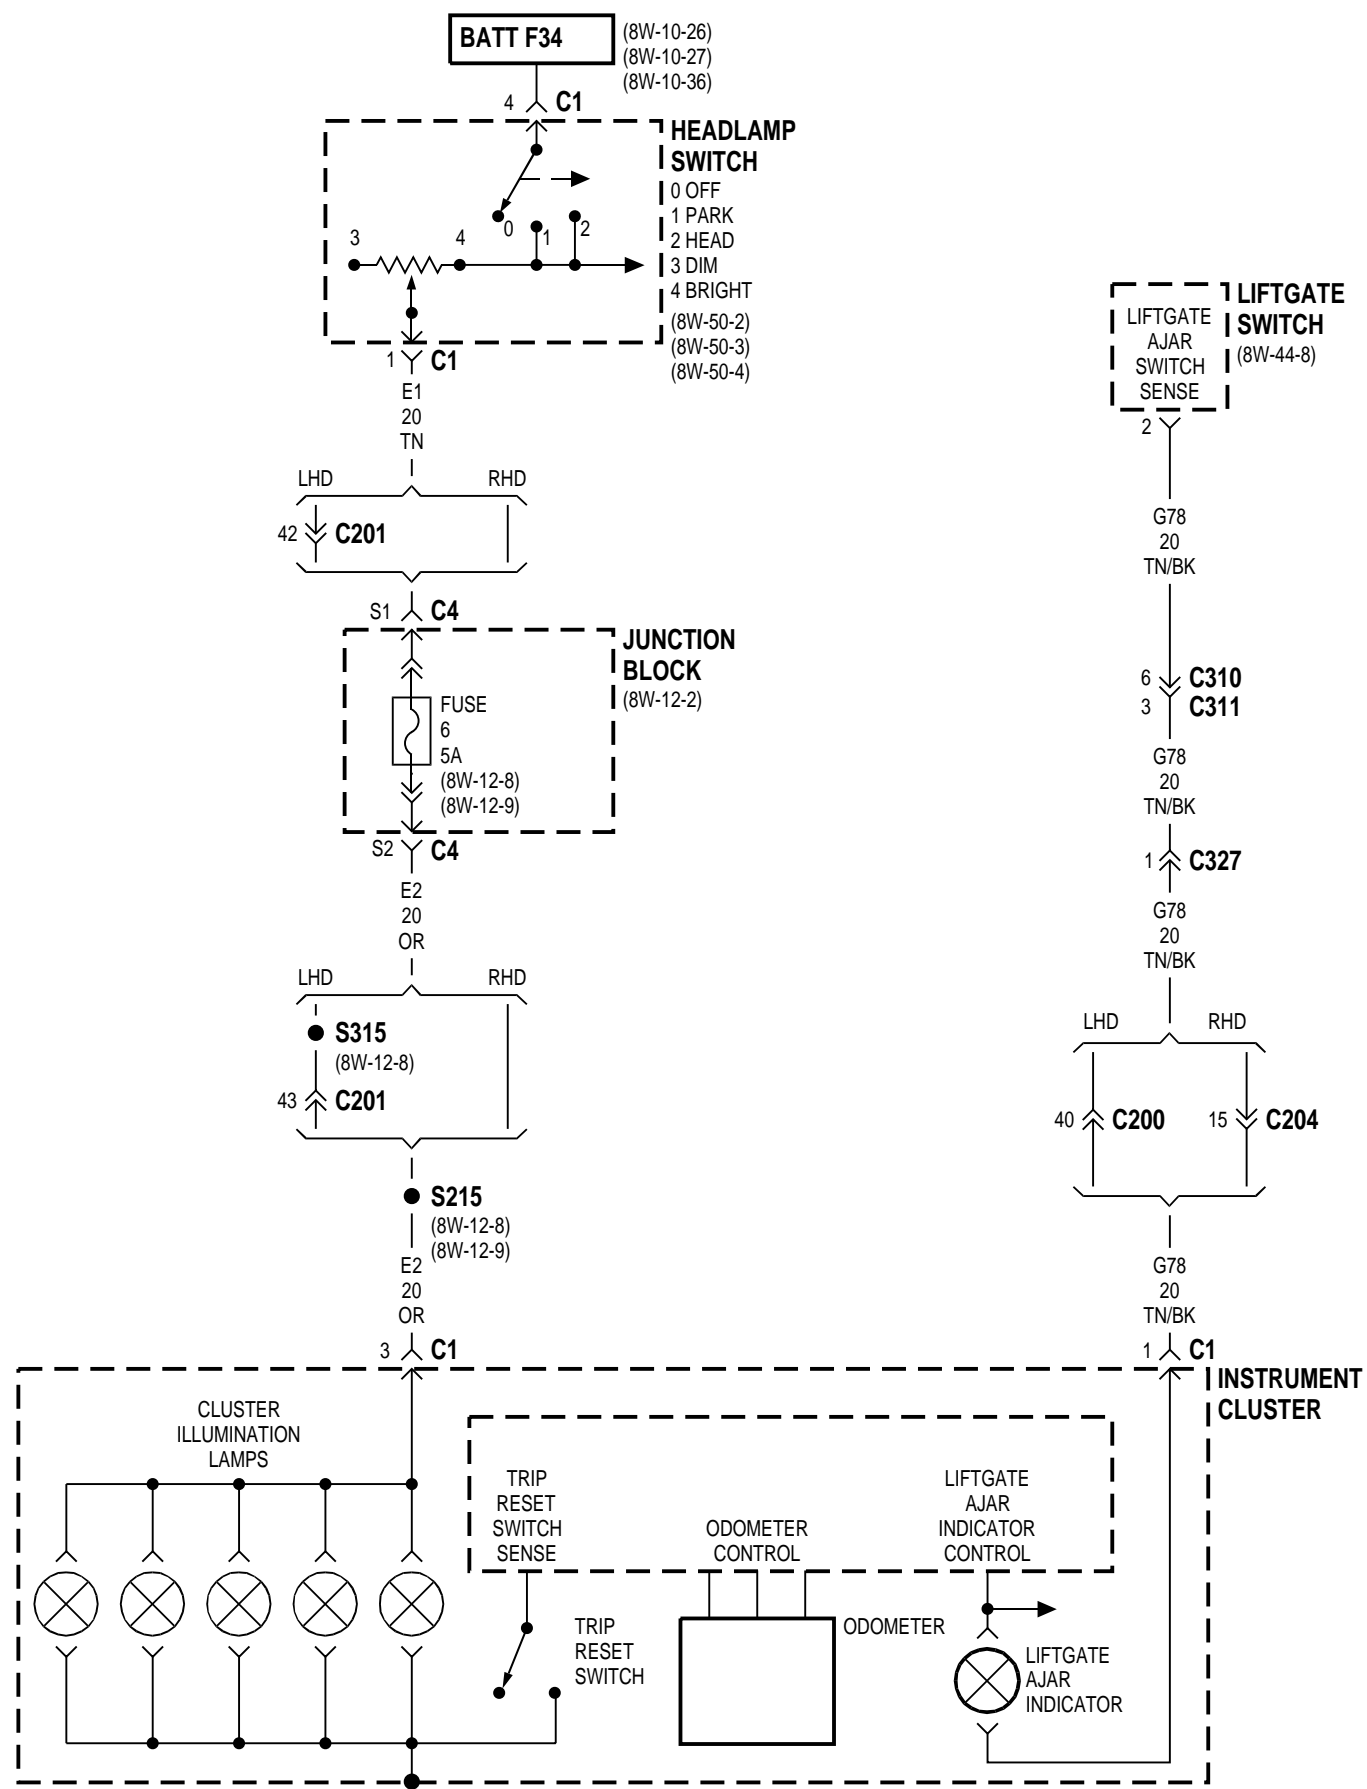 BATT F34
(8W-10-26)
(8W-10-27)
(8W-10-36)
4 C1
HEADLAMP
SWITCH
0 OFF
1 PARK
2 HEAD
3 DIM
4 BRIGHT
(8W-50-2)
(8W-50-3)
(8W-50-4)
0
1
2
3
4
1 C1
E1
20
TN
LHD
RHD
42 C201
S1 C4
JUNCTION
BLOCK
(8W-12-2)
FUSE
6
5A
(8W-12-8)
(8W-12-9)
S2 C4
E2
20
OR
LHD
RHD
S315
(8W-12-8)
43 C201
S215
(8W-12-8)
(8W-12-9)
E2
20
OR
3 C1
LIFTGATE
AJAR
SWITCH
SENSE
LIFTGATE
SWITCH
(8W-44-8)
2
G78
20
TN/BK
6 C310
3 C311
G78
20
TN/BK
1 C327
G78
20
TN/BK
LHD
RHD
40 C200
15 C204
G78
20
TN/BK
1 C1
INSTRUMENT
CLUSTER
CLUSTER
ILLUMINATION
LAMPS
TRIP
RESET
SWITCH
SENSE
ODOMETER
CONTROL
LIFTGATE
AJAR
INDICATOR
CONTROL
TRIP
RESET
SWITCH
ODOMETER
LIFTGATE
AJAR
INDICATOR